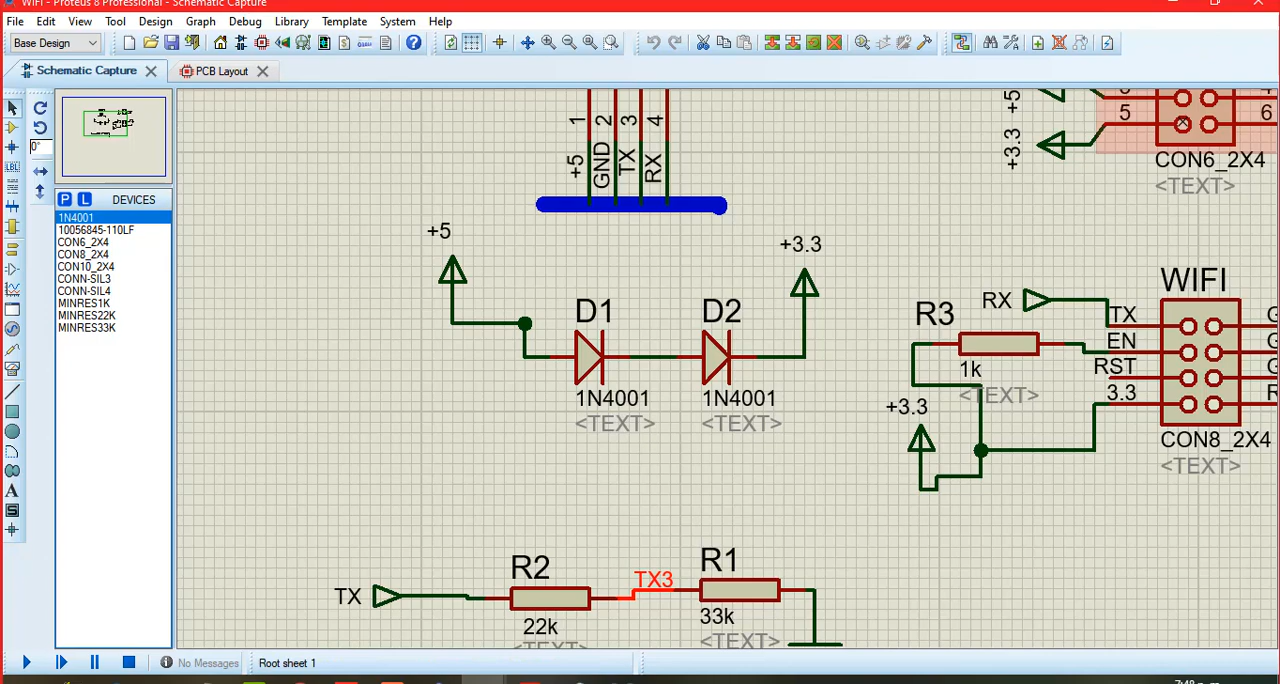 WIFI - Proteus 8 Professional - Schematic Capture
File Edit View Tool Design Graph Debug Library Template System Help
Base Design
Schematic Capture PCB Layout
0°
LBL
P L DEVICES
1N4001
10056845-110LF
CON6_2X4
CON8_2X4
CON10_2X4
CONN-SIL3
CONN-SIL4
MINRES1K
MINRES22K
MINRES33K
1 2 3 4
+5 GND TX RX
+5
5 6
+3.3
CON6_2X4
<TEXT>
+5
+3.3
D1
1N4001
<TEXT>
D2
1N4001
<TEXT>
R3
1k
<TEXT>
+3.3
RX
WIFI
TX
EN
RST
3.3
CON8_2X4
<TEXT>
TX
R2
22k
<TEXT>
TX3
R1
33k
<TEXT>
No Messages Root sheet 1